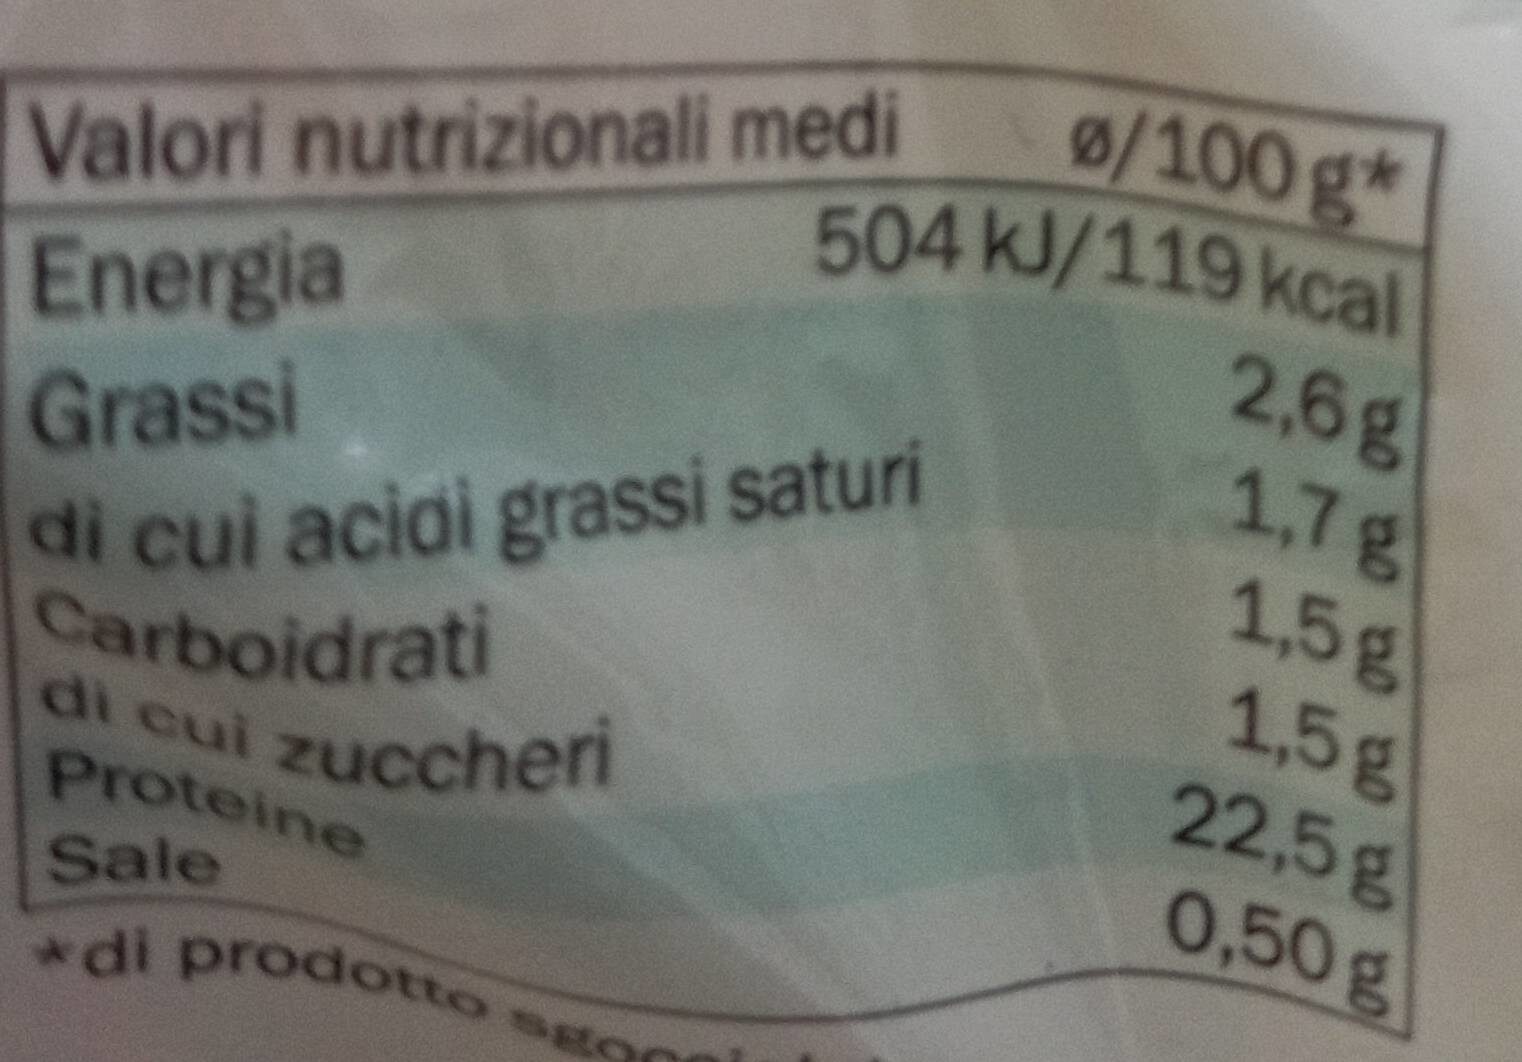 Valori nutrizionali medi ø/100 g*
Energia 504 kJ/119 kcal
Grassi 2,6 g
di cui acidi grassi saturi 1,7 g
Carboidrati 1,5 g
di cui zuccheri 1,5 g
Proteine 22,5 g
Sale 0,50 g
*di prodotto